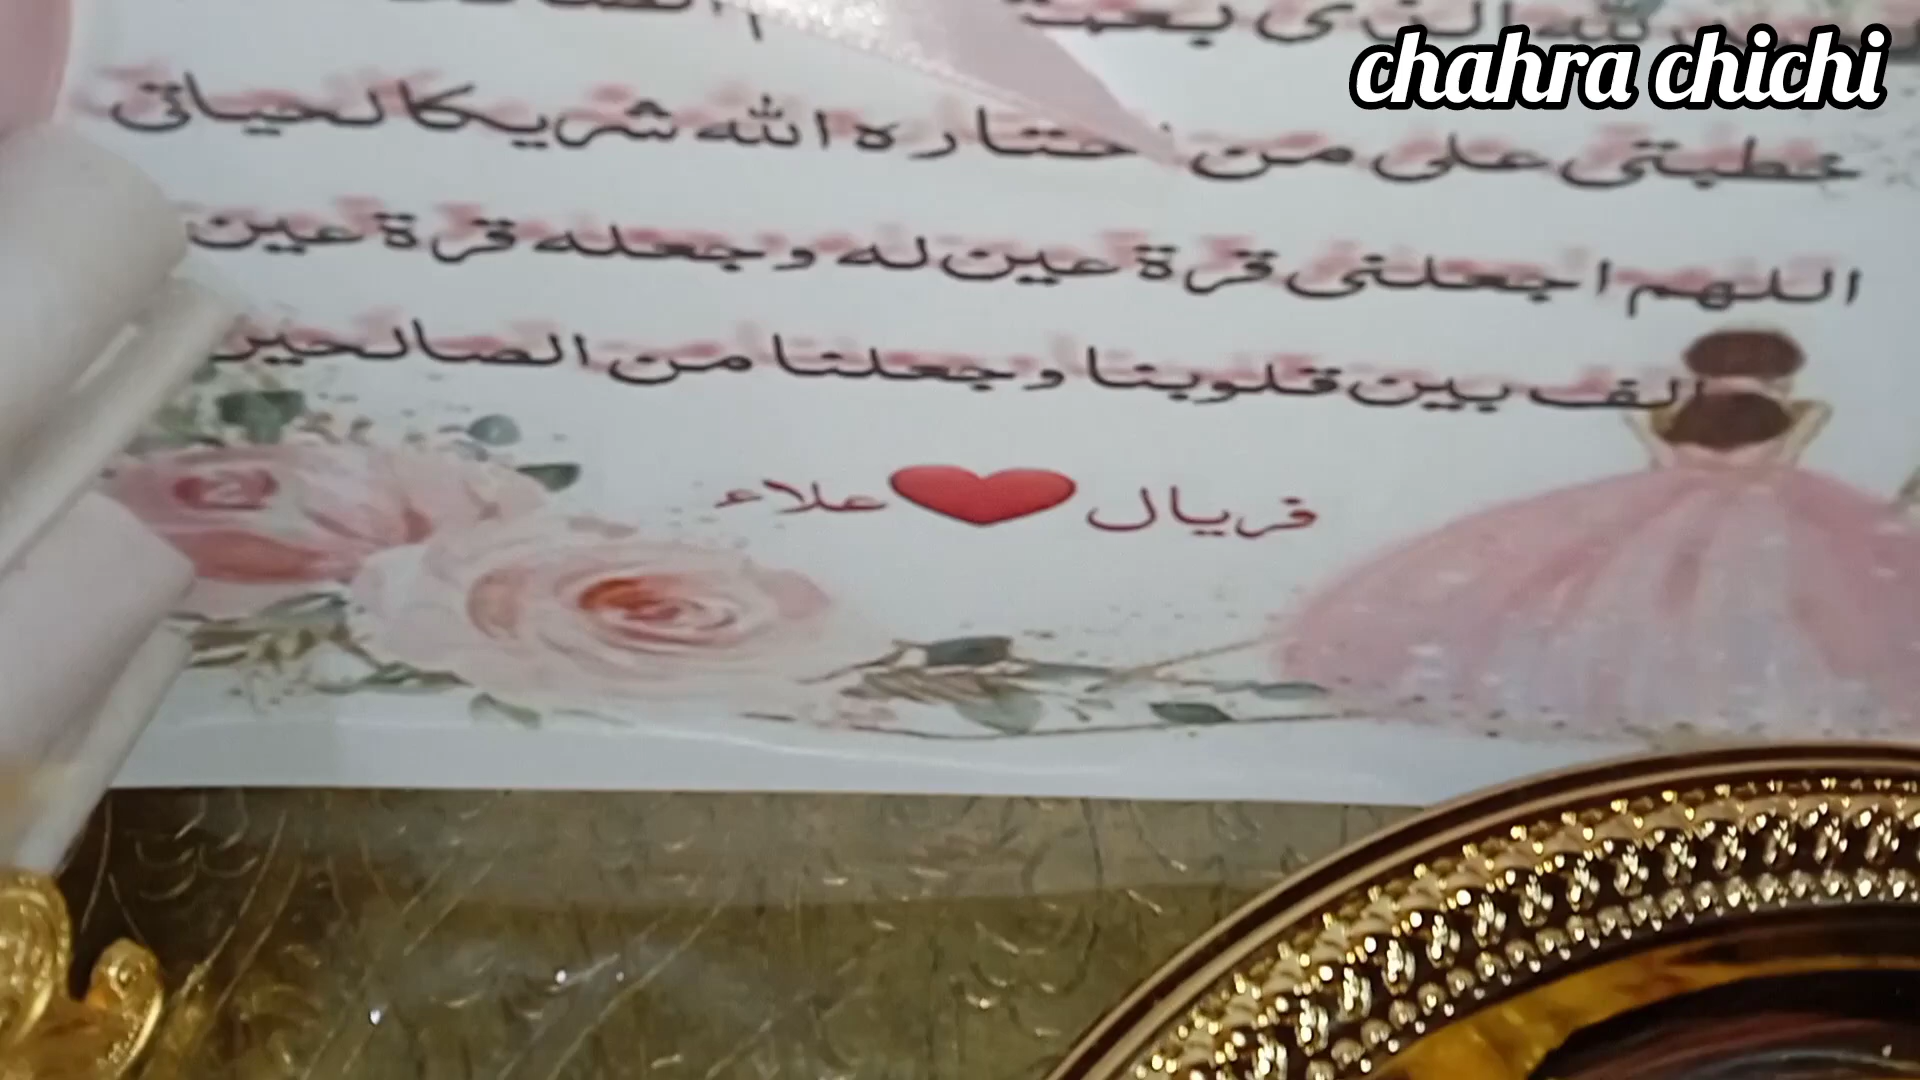 chahra chichi
خطبتي على من اختاره الله شريكا لحياتي
اللهم اجعلني قرة عين له وجعله قرة عين
الف بين قلوبنا وجعلنا من الصالحين
فريال ❤ علاء